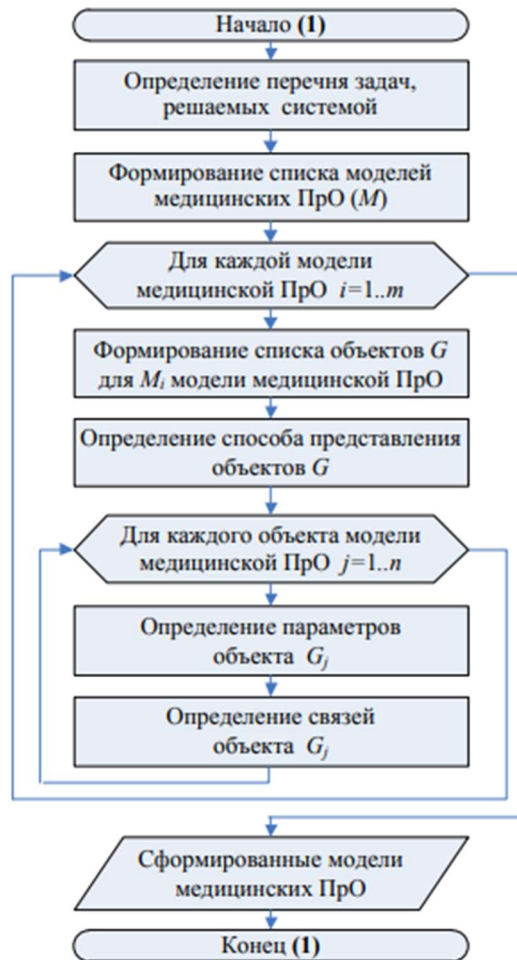 Начало (1)
Определение перечня задач,
решаемых системой
Формирование списка моделей
медицинских ПрО (M)
Для каждой модели
медицинской ПрО i=1..m
Формирование списка объектов G
для Mi модели медицинской ПрО
Определение способа представления
объектов G
Для каждого объекта модели
медицинской ПрО j=1..n
Определение параметров
объекта Gj
Определение связей
объекта Gj
Сформированные модели
медицинских ПрО
Конец (1)